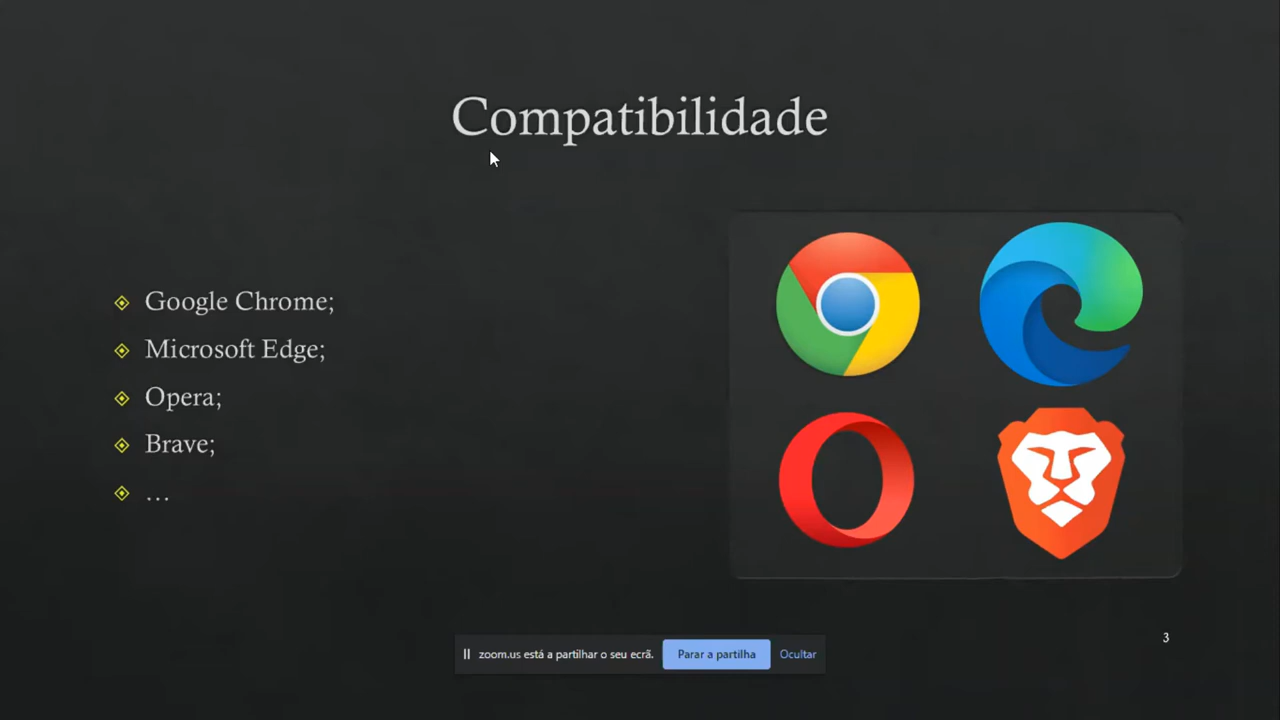 Compatibilidade
Google Chrome;
Microsoft Edge;
Opera;
Brave;
…
3
zoom.us está a partilhar o seu ecrã. Parar a partilha Ocultar